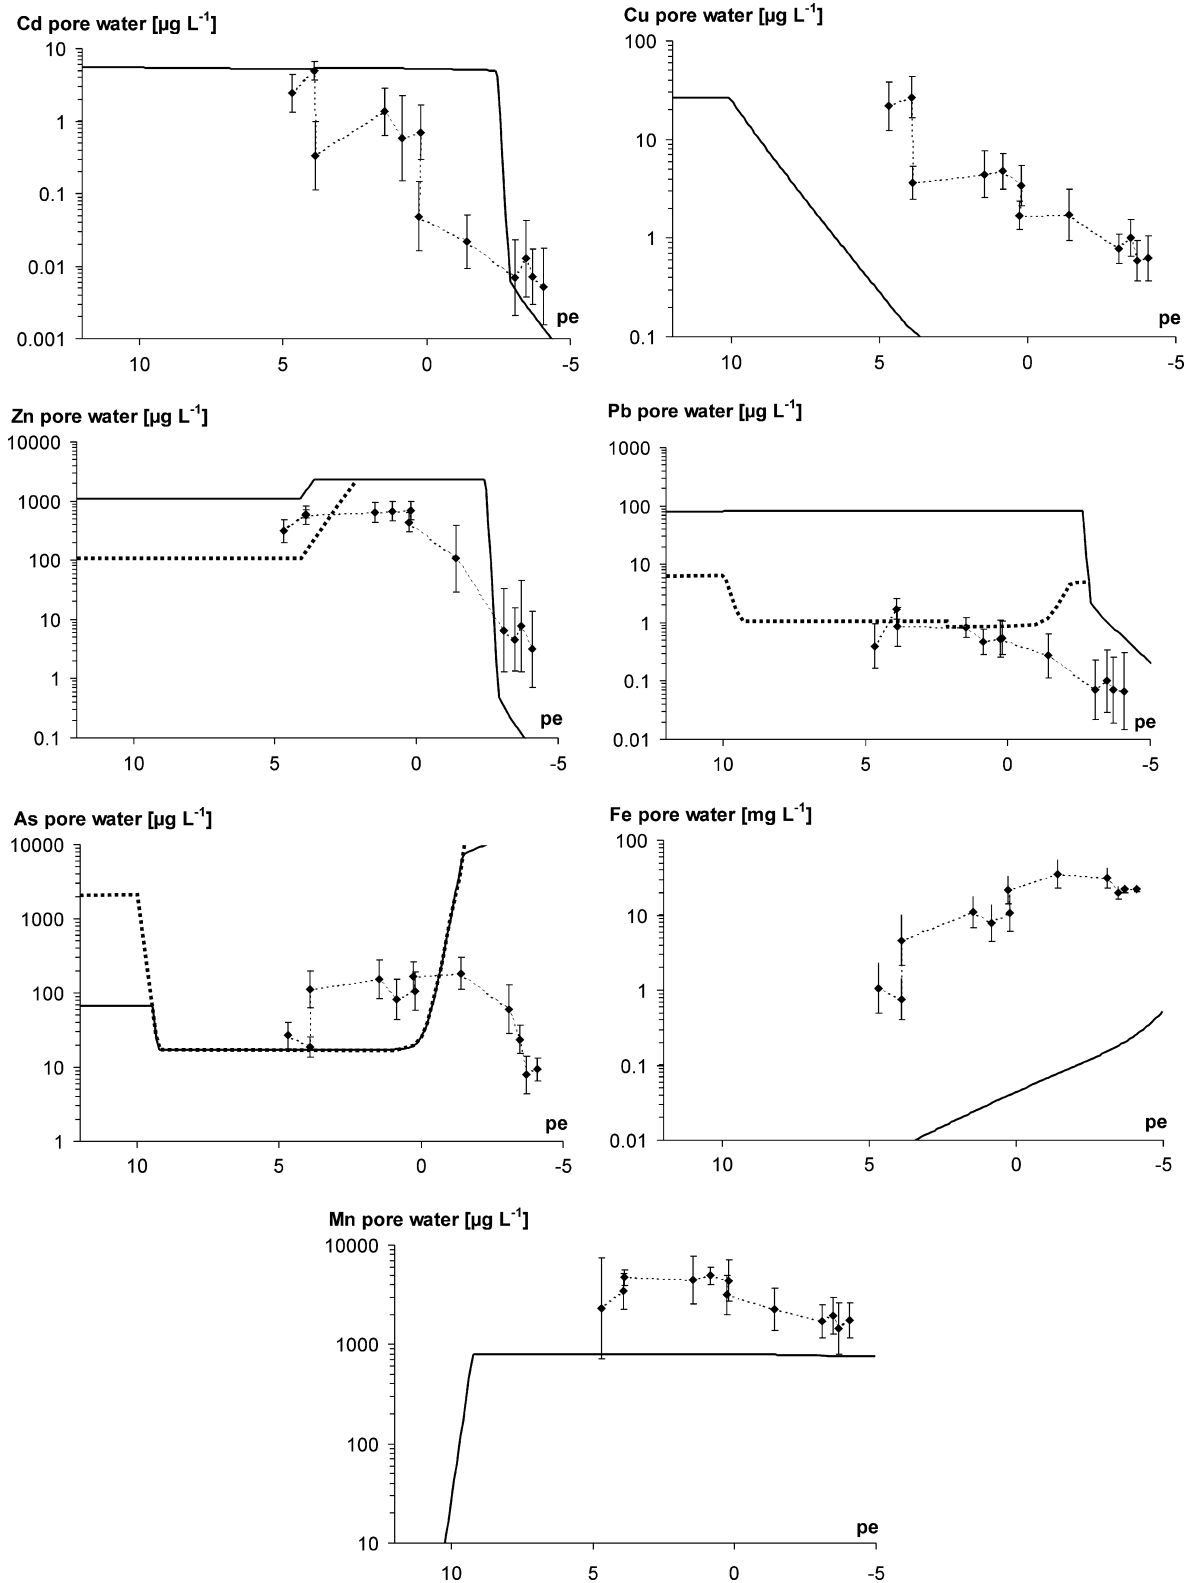 Cd pore water [µg L⁻¹]
10
1
0.1
0.01
0.001
pe
10 5 0 -5
Cu pore water [µg L⁻¹]
100
10
1
0.1
pe
10 5 0 -5
Zn pore water [µg L⁻¹]
10000
1000
100
10
1
0.1
pe
10 5 0 -5
Pb pore water [µg L⁻¹]
1000
100
10
1
0.1
0.01
pe
10 5 0 -5
As pore water [µg L⁻¹]
10000
1000
100
10
1
pe
10 5 0 -5
Fe pore water [mg L⁻¹]
100
10
1
0.1
0.01
pe
10 5 0 -5
Mn pore water [µg L⁻¹]
10000
1000
100
10
pe
10 5 0 -5